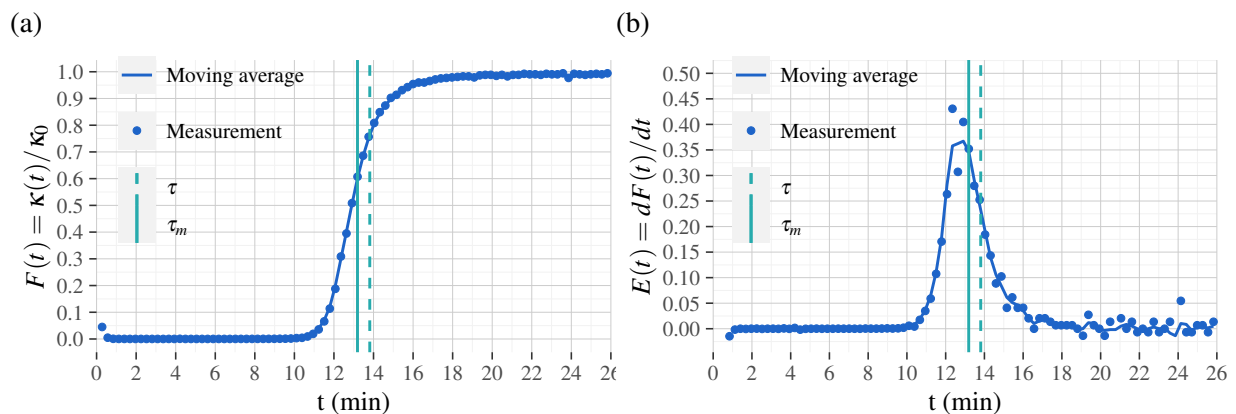 (a)
F(t) = κ(t)/κ₀
1.0
0.9
0.8
0.7
0.6
0.5
0.4
0.3
0.2
0.1
0.0
Moving average
Measurement
τ
τₘ
0 2 4 6 8 10 12 14 16 18 20 22 24 26
t (min)
(b)
E(t) = dF(t)/dt
0.50
0.45
0.40
0.35
0.30
0.25
0.20
0.15
0.10
0.05
0.00
Moving average
Measurement
τ
τₘ
0 2 4 6 8 10 12 14 16 18 20 22 24 26
t (min)